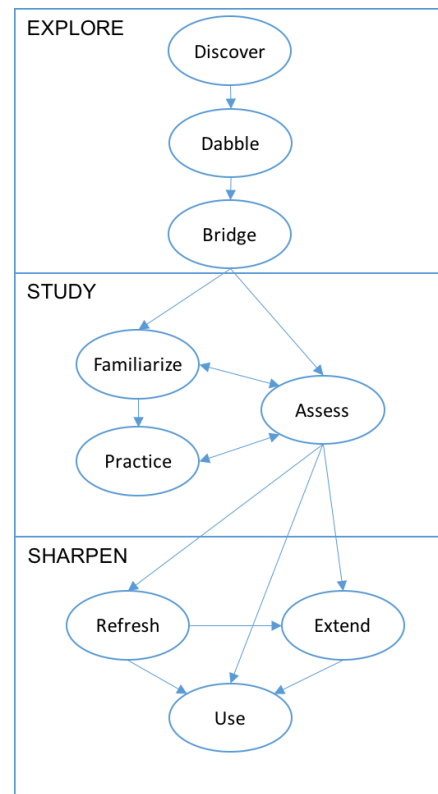 EXPLORE
Discover
Dabble
Bridge
STUDY
Familiarize
Assess
Practice
SHARPEN
Refresh
Extend
Use